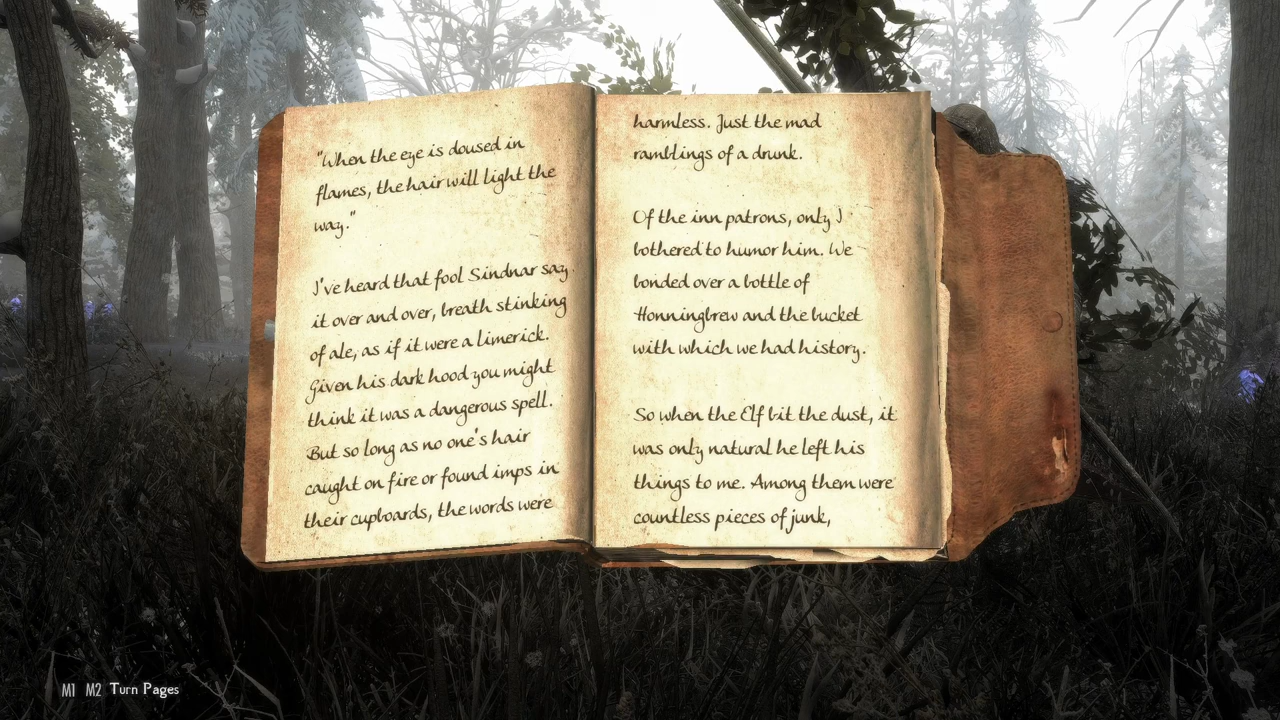 "When the eye is doused in
flames, the hair will light the
way."
I've heard that fool Sindnar say
it over and over, breath stinking
of ale, as if it were a limerick.
Given his dark hood you might
think it was a dangerous spell.
But so long as no one's hair
caught on fire or found imps in
their cupboards, the words were
harmless. Just the mad
ramblings of a drunk.
Of the inn patrons, only I
bothered to humor him. We
bonded over a bottle of
Honningbrew and the bucket
with which we had history.
So when the Elf bit the dust, it
was only natural he left his
things to me. Among them were
countless pieces of junk,
M1 M2 Turn Pages